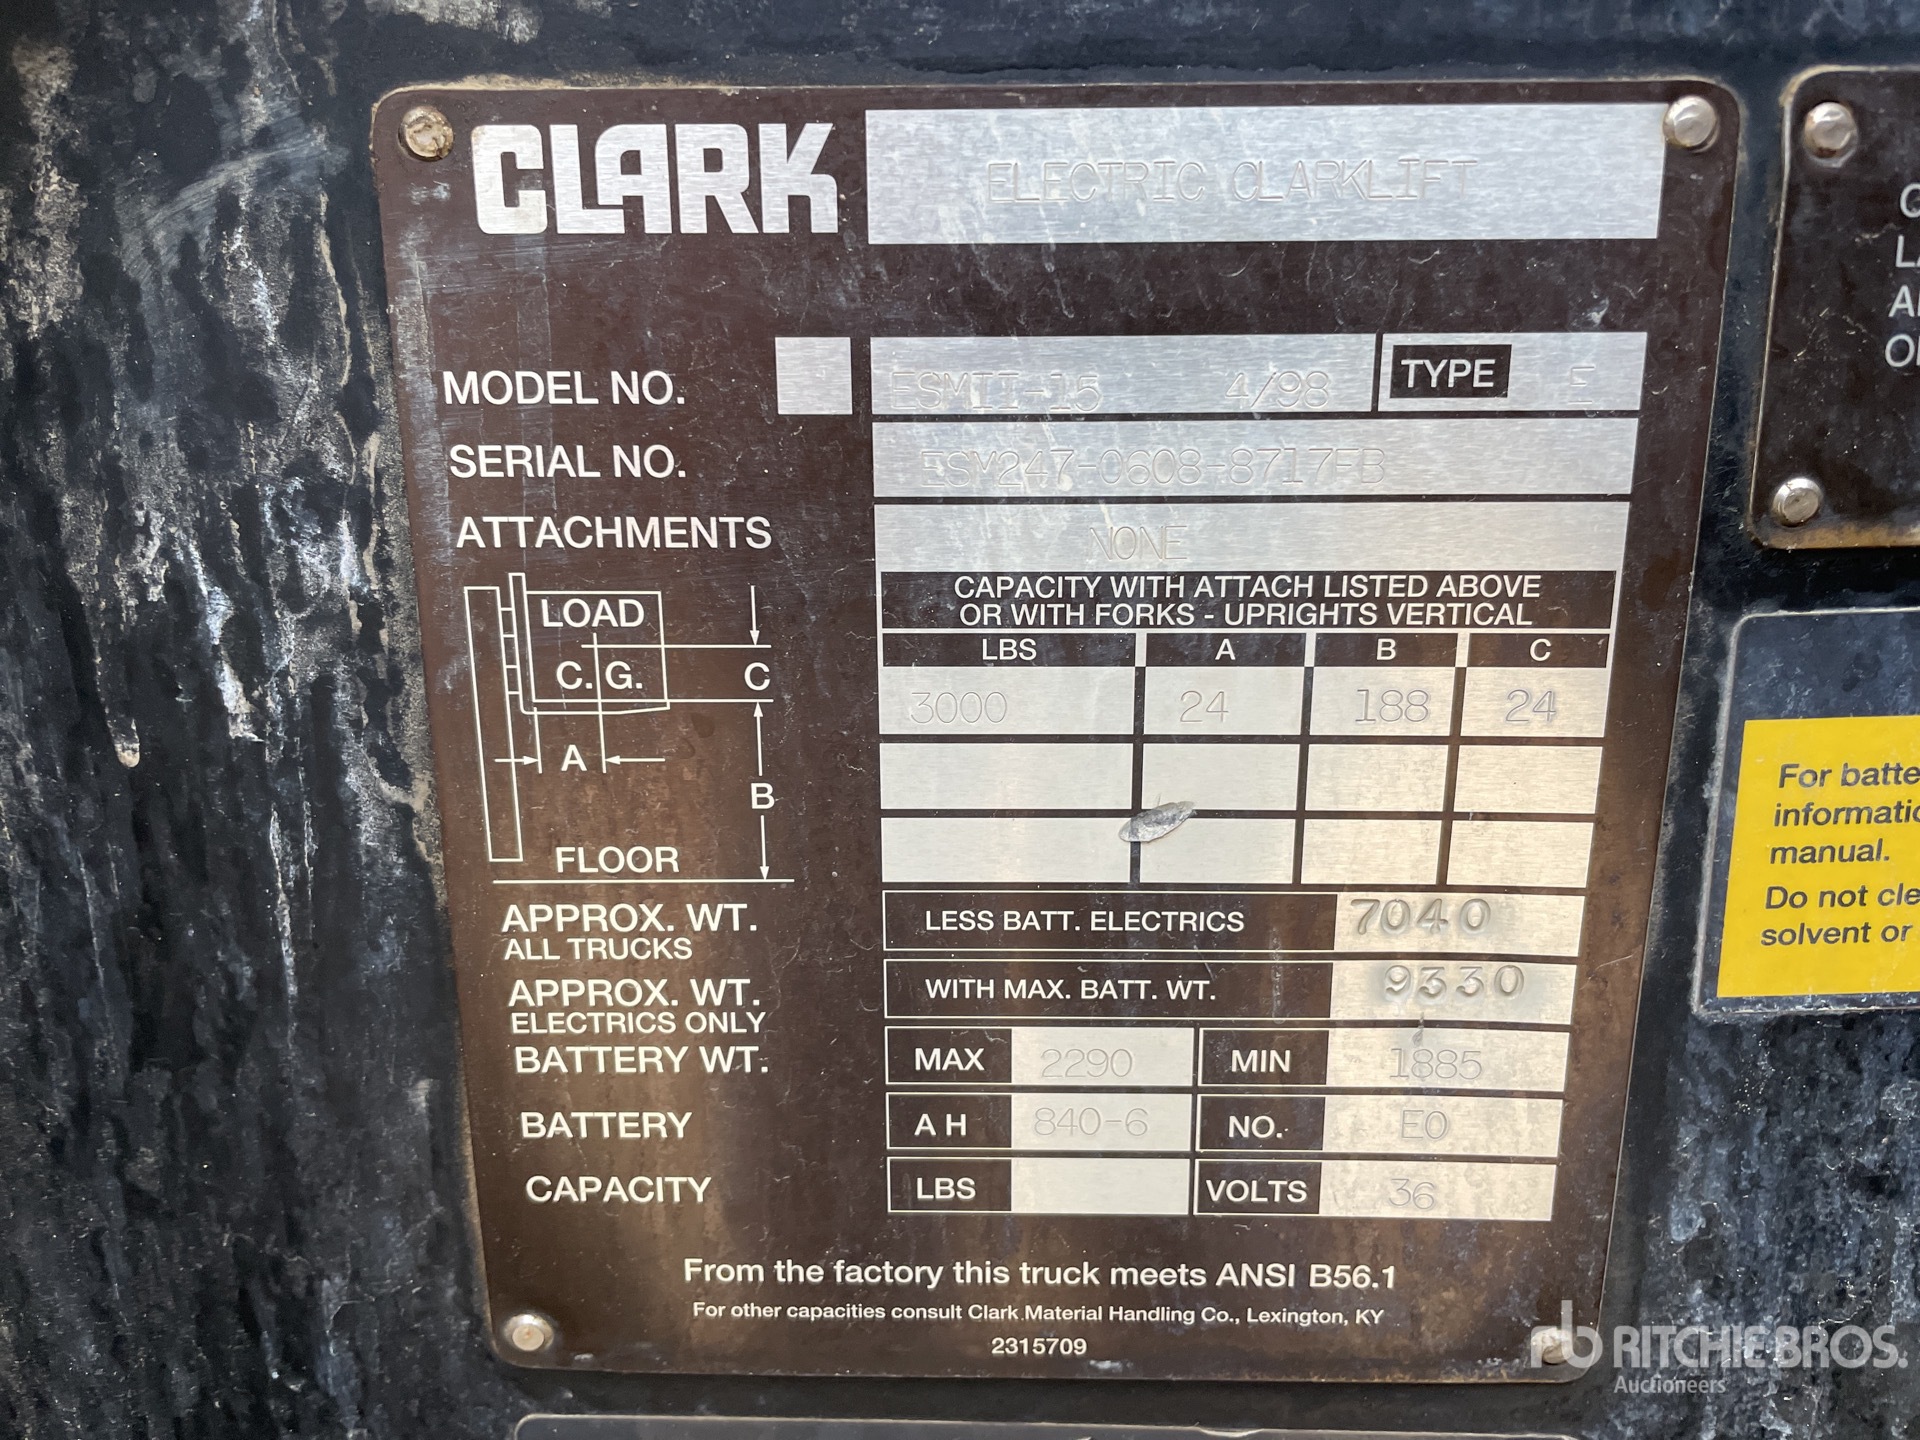 CLARK ELECTRIC CLARKLIFT
MODEL NO. ESMII-15 4/98 TYPE E
SERIAL NO. ESM247-0608-8717FB
ATTACHMENTS NONE
CAPACITY WITH ATTACH LISTED ABOVE
OR WITH FORKS - UPRIGHTS VERTICAL
LBS A B C
3000 24 188 24
LOAD
C. G. C
A
B
FLOOR
APPROX. WT. LESS BATT. ELECTRICS 7040
ALL TRUCKS
APPROX. WT. WITH MAX. BATT. WT. 9330
ELECTRICS ONLY
BATTERY WT. MAX 2290 MIN 1885
BATTERY AH 840-6 NO. EO
CAPACITY LBS VOLTS 36
From the factory this truck meets ANSI B56.1
For other capacities consult Clark Material Handling Co., Lexington, KY
2315709
For batte
informatio
manual.
Do not cle
solvent or
RITCHIE BROS.
Auctioneers